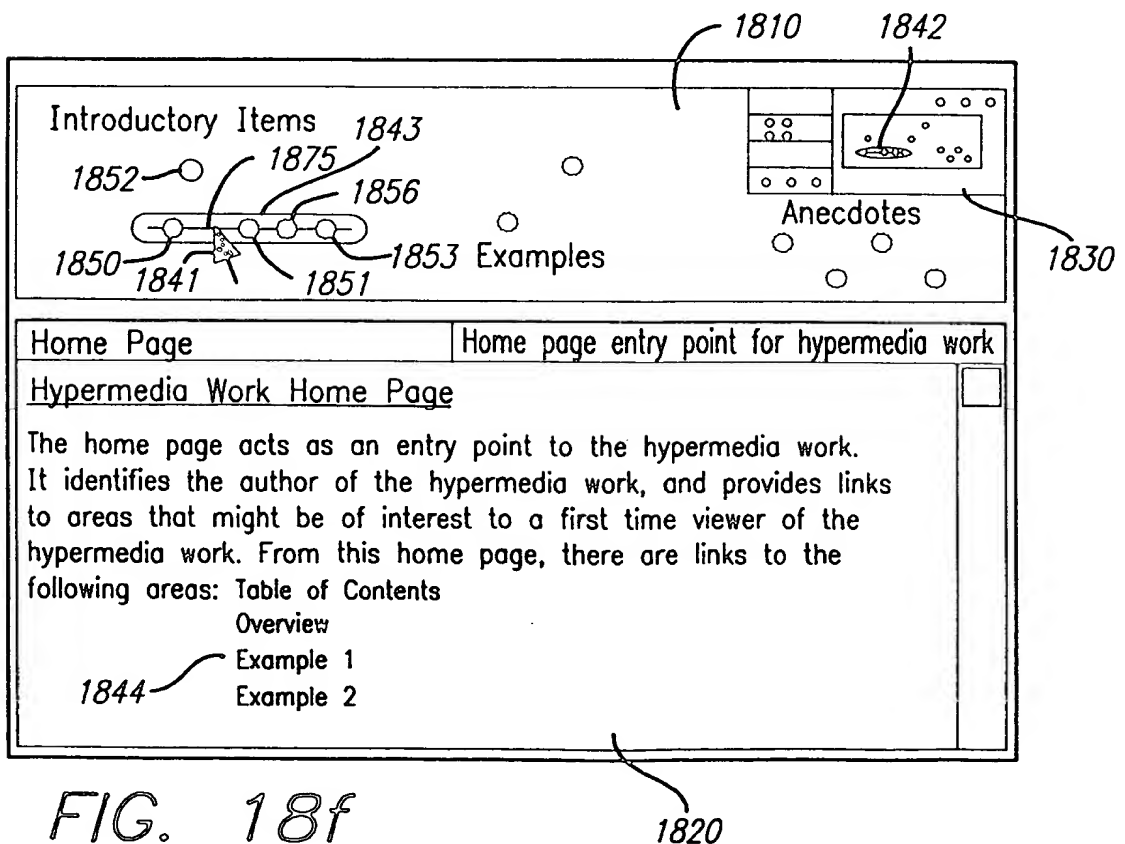 1810
1842
Introductory Items
1843
1852
1875
1856
Anecdotes
1850
1841
1851
1853
Examples
1830
Home Page
Home page entry point for hypermedia work
Hypermedia Work Home Page
The home page acts as an entry point to the hypermedia work.
It identifies the author of the hypermedia work, and provides links
to areas that might be of interest to a first time viewer of the
hypermedia work. From this home page, there are links to the
following areas: Table of Contents
Overview
Example 1
1844
Example 2
FIG. 18f
1820